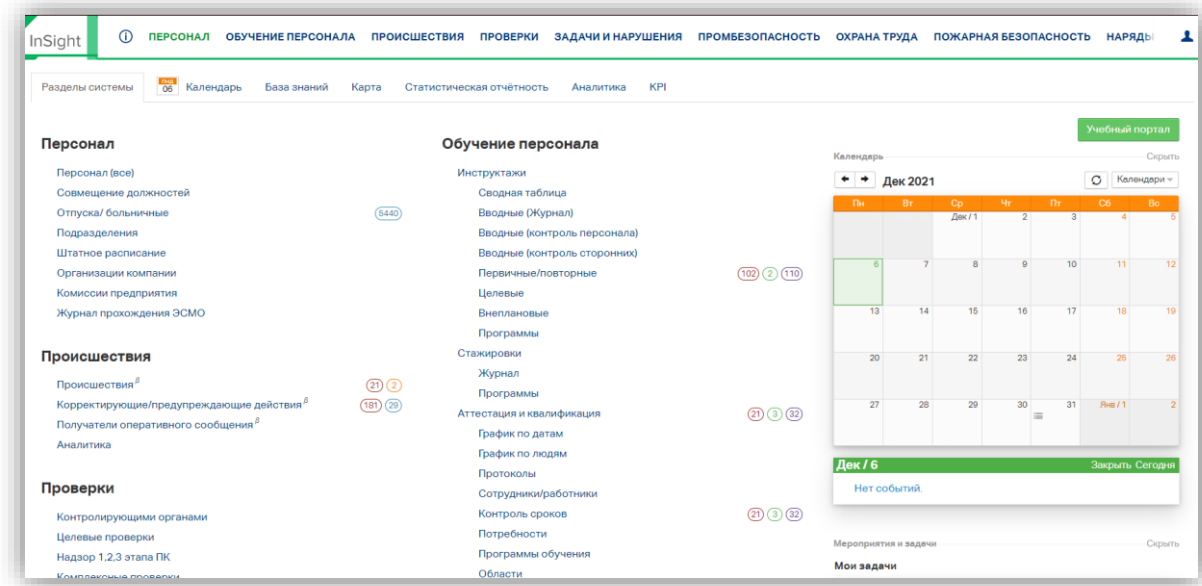 InSight
ПЕРСОНАЛ ОБУЧЕНИЕ ПЕРСОНАЛА ПРОИСШЕСТВИЯ ПРОВЕРКИ ЗАДАЧИ И НАРУШЕНИЯ ПРОМБЕЗОПАСНОСТЬ ОХРАНА ТРУДА ПОЖАРНАЯ БЕЗОПАСНОСТЬ НАРЯДЫ
Разделы системы ПНД 06 Календарь База знаний Карта Статистическая отчётность Аналитика KPI
Персонал
Персонал (все)
Совмещение должностей
Отпуска/ больничные 5440
Подразделения
Штатное расписание
Организации компании
Комиссии предприятия
Журнал прохождения ЭСМО
Происшествия
Происшествия β 21 2
Корректирующие/предупреждающие действия β 181 29
Получатели оперативного сообщения β
Аналитика
Проверки
Контролирующими органами
Целевые проверки
Надзор 1,2,3 этапа ПК
Комплексные проверки
Обучение персонала
Инструктажи
Сводная таблица
Вводные (Журнал)
Вводные (контроль персонала)
Вводные (контроль сторонних)
Первичные/повторные 102 2 110
Целевые
Внеплановые
Программы
Стажировки
Журнал
Программы
Аттестация и квалификация 21 3 32
График по датам
График по людям
Протоколы
Сотрудники/работники
Контроль сроков 21 3 32
Потребности
Программы обучения
Области
Учебный портал
Календарь Скрыть
Дек 2021 Календари
Пн Вт Ср Чт Пт Сб Вс
Дек / 1 2 3 4 5
6 7 8 9 10 11 12
13 14 15 16 17 18 19
20 21 22 23 24 25 26
27 28 29 30 31 Янв / 1 2
Дек / 6 Закрыть Сегодня
Нет событий.
Мероприятия и задачи Скрыть
Мои задачи